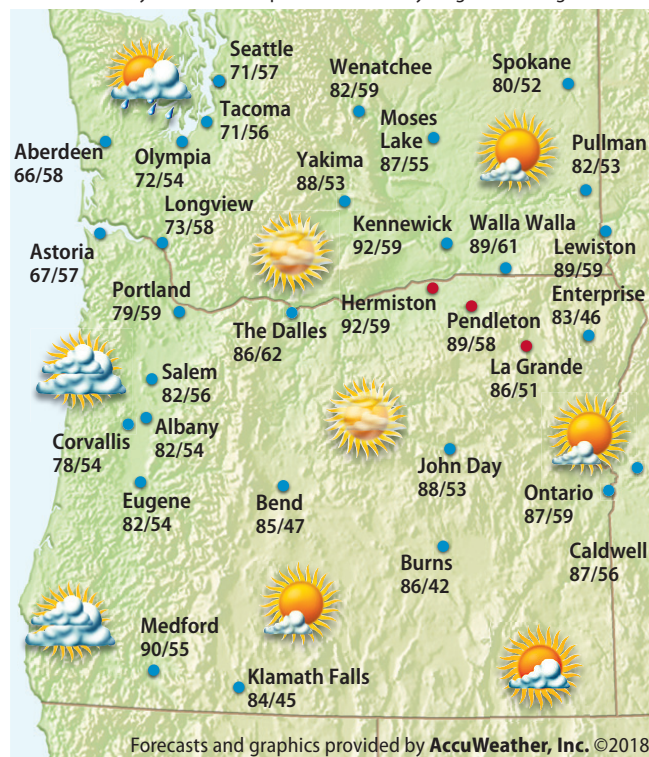 Seattle
71/57
Wenatchee
82/59
Spokane
80/52
Tacoma
71/56
Moses
Lake
87/55
Aberdeen
66/58
Olympia
72/54
Yakima
88/53
Pullman
82/53
Longview
73/58
Kennewick
92/59
Walla Walla
89/61
Lewiston
89/59
Astoria
67/57
Portland
79/59
The Dalles
86/62
Hermiston
92/59
Pendleton
89/58
Enterprise
83/46
La Grande
86/51
Salem
82/56
Albany
82/54
Corvallis
78/54
John Day
88/53
Eugene
82/54
Bend
85/47
Ontario
87/59
Burns
86/42
Caldwell
87/56
Medford
90/55
Klamath Falls
84/45
Forecasts and graphics provided by AccuWeather, Inc. ©2018